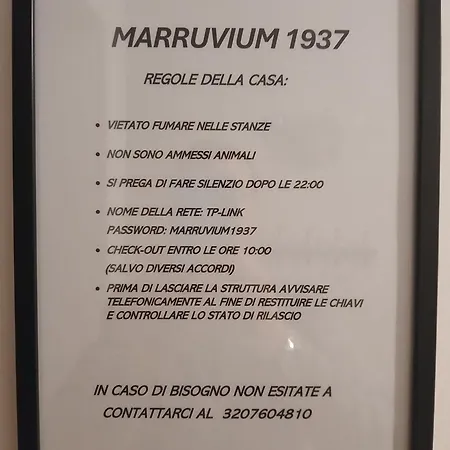 MARRUVIUM 1937
REGOLE DELLA CASA:
• VIETATO FUMARE NELLE STANZE
• NON SONO AMMESSI ANIMALI
• SI PREGA DI FARE SILENZIO DOPO LE 22:00
• NOME DELLA RETE: TP-LINK
PASSWORD: MARRUVIUM1937
• CHECK-OUT ENTRO LE ORE 10:00
(SALVO DIVERSI ACCORDI)
• PRIMA DI LASCIARE LA STRUTTURA AVVISARE
TELEFONICAMENTE AL FINE DI RESTITUIRE LE CHIAVI
E CONTROLLARE LO STATO DI RILASCIO
IN CASO DI BISOGNO NON ESITATE A
CONTATTARCI AL 3207604810